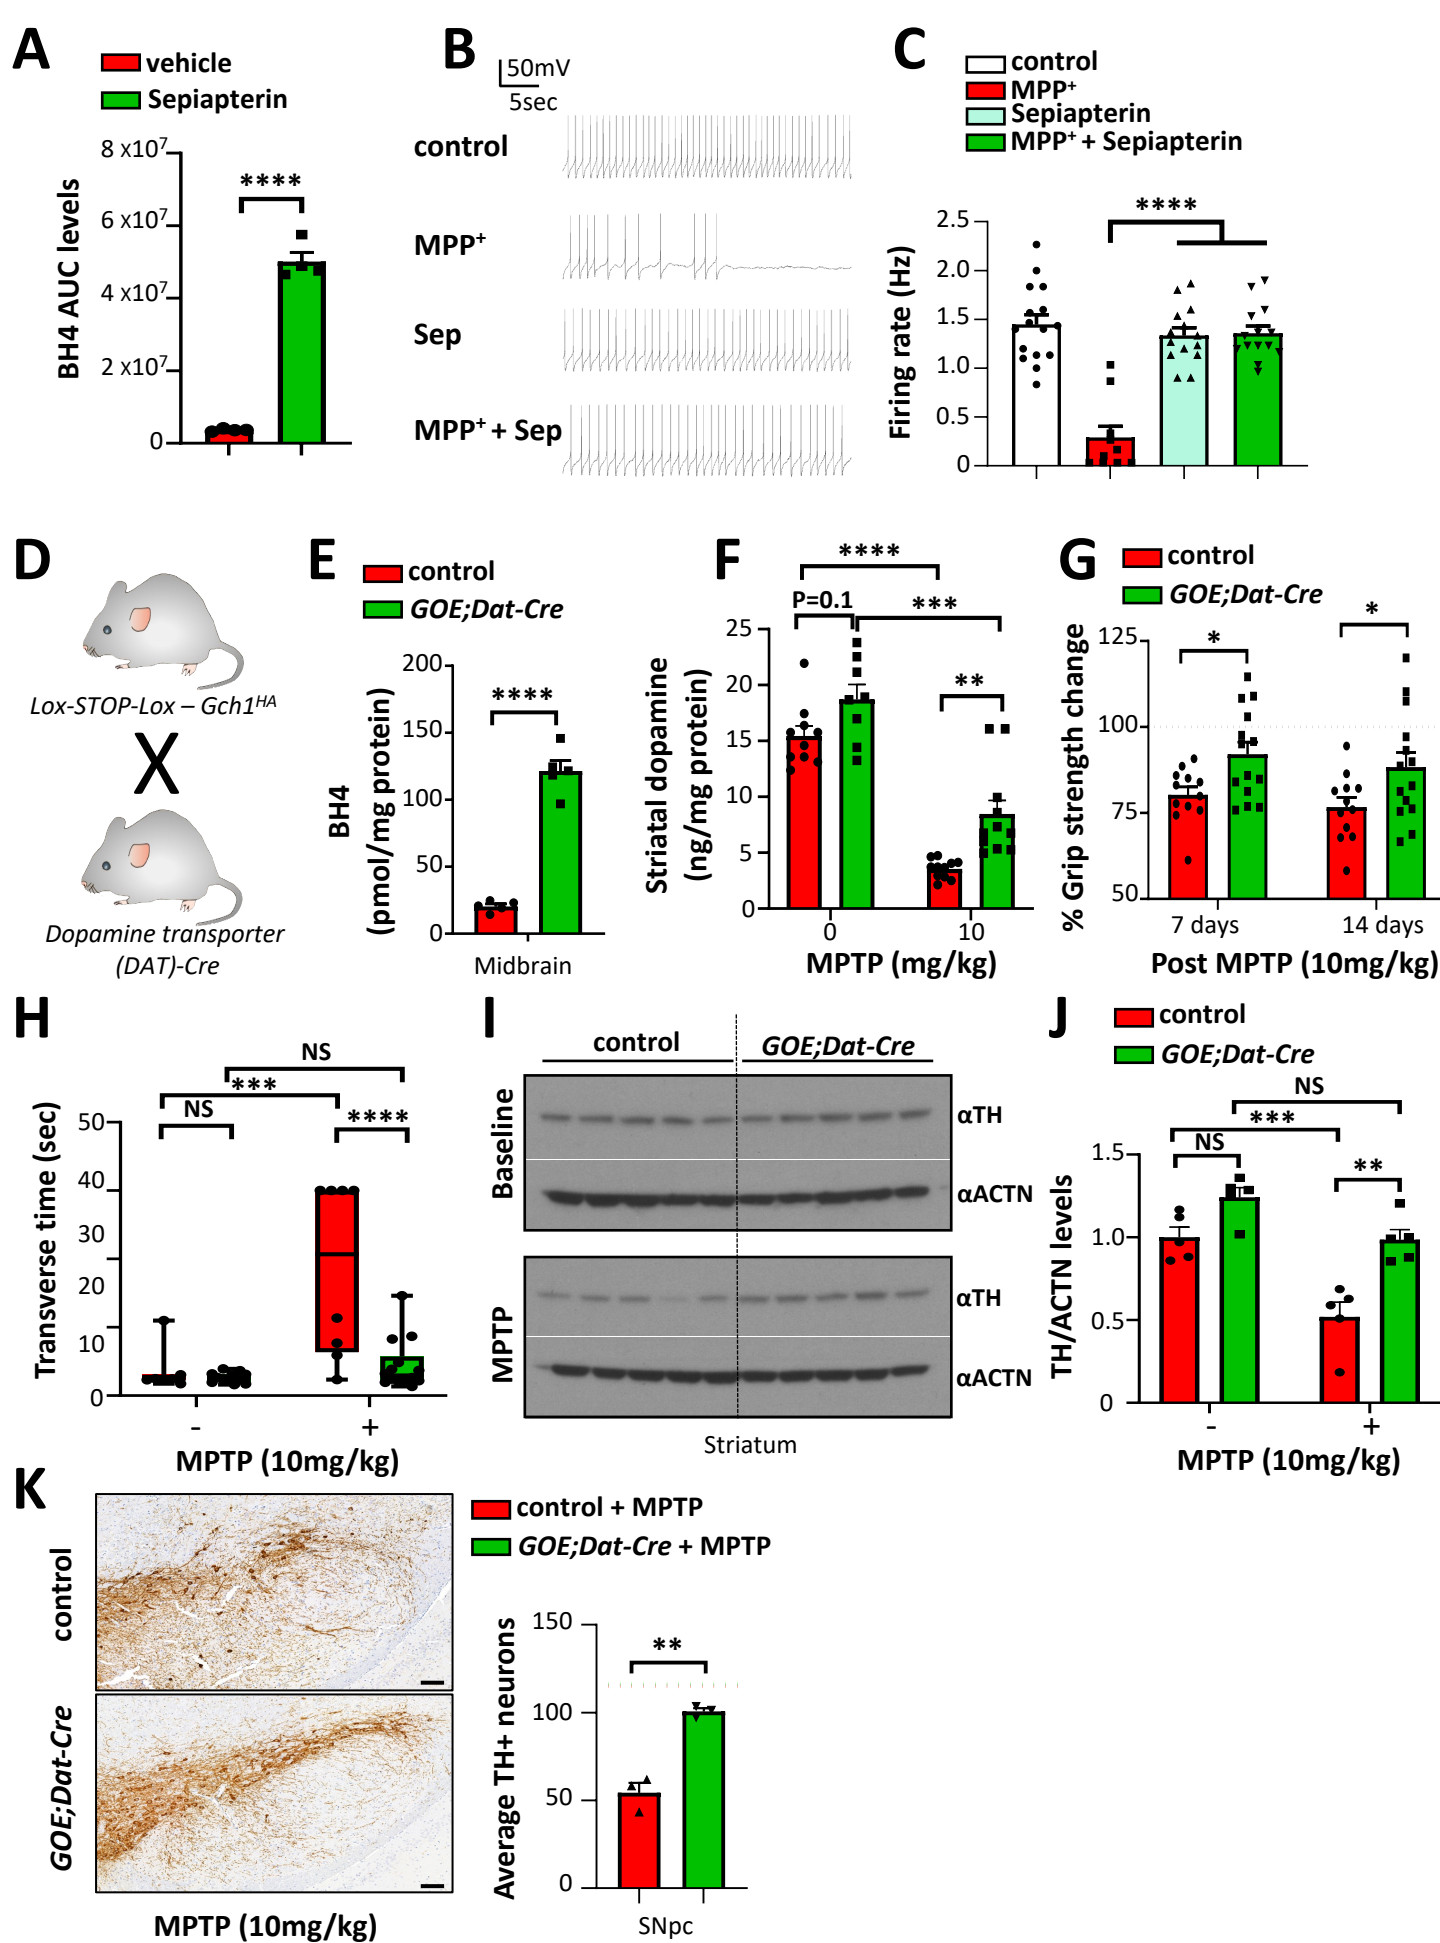 A
vehicle
Sepiapterin
BH4 AUC levels
8 x10⁷
6 x10⁷
4 x10⁷
2 x10⁷
0
****
B
50mV
5sec
control
MPP⁺
Sep
MPP⁺ + Sep
C
control
MPP⁺
Sepiapterin
MPP⁺ + Sepiapterin
Firing rate (Hz)
2.5
2.0
1.5
1.0
0.5
0
****
D
Lox-STOP-Lox – Gch1ᴴᴬ
X
Dopamine transporter
(DAT)-Cre
E
control
GOE;Dat-Cre
BH4
(pmol/mg protein)
200
150
100
50
0
****
Midbrain
F
Striatal dopamine
(ng/mg protein)
25
20
15
10
5
0
****
P=0.1
***
**
0
10
MPTP (mg/kg)
G
control
GOE;Dat-Cre
% Grip strength change
125
100
75
50
*
*
7 days
14 days
Post MPTP (10mg/kg)
H
Transverse time (sec)
50
40
30
20
10
0
NS
***
NS
****
-
+
MPTP (10mg/kg)
I
control
GOE;Dat-Cre
Baseline
αTH
αACTN
MPTP
αTH
αACTN
Striatum
J
control
GOE;Dat-Cre
TH/ACTN levels
1.5
1.0
0.5
0
NS
***
NS
**
-
+
MPTP (10mg/kg)
K
control
GOE;Dat-Cre
MPTP (10mg/kg)
control + MPTP
GOE;Dat-Cre + MPTP
Average TH+ neurons
150
100
50
0
**
SNpc